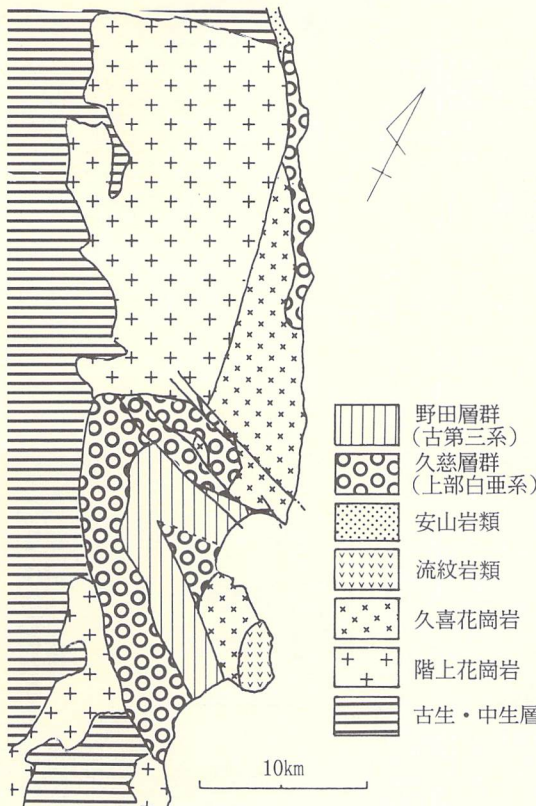 野田層群
(古第三系)
久慈層群
(上部白亜系)
安山岩類
流紋岩類
久喜花崗岩
階上花崗岩
古生・中生層
10km